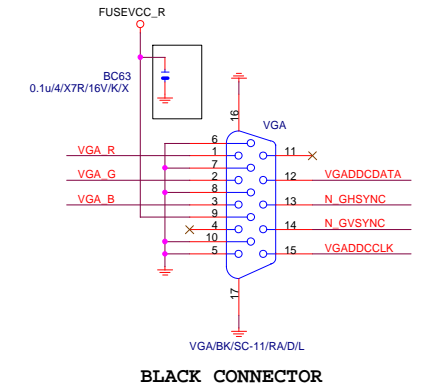 FUSEVCC_R
BC63
0.1u/4/X7R/16V/K/X
16
VGA
6
VGA_R 1 11
7
VGA_G 2 12 VGADDCDATA
8
VGA_B 3 13 N_GHSYNC
9
4 14 N_GVSYNC
10
5 15 VGADDCCLK
17
VGA/BK/SC-11/RA/D/L
BLACK CONNECTOR